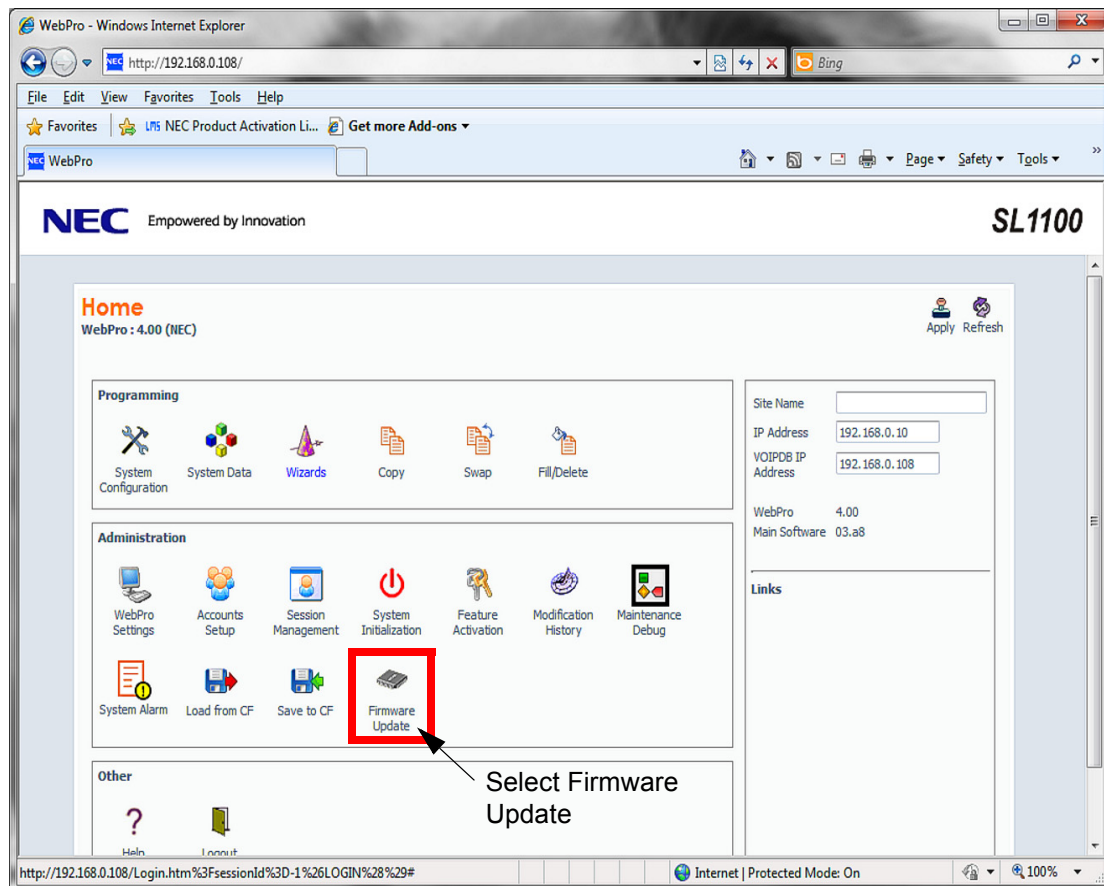 WebPro - Windows Internet Explorer
NEC http://192.168.0.108/
Bing
File Edit View Favorites Tools Help
Favorites LMS NEC Product Activation Li... Get more Add-ons
NEC WebPro
Page Safety Tools »
NEC Empowered by Innovation
SL1100
Home
WebPro : 4.00 (NEC)
Apply Refresh
Programming
System Configuration
System Data
Wizards
Copy
Swap
Fill/Delete
Site Name
IP Address 192.168.0.10
VOIPDB IP Address 192.168.0.108
WebPro 4.00
Main Software 03.a8
Links
Administration
WebPro Settings
Accounts Setup
Session Management
System Initialization
Feature Activation
Modification History
Maintenance Debug
System Alarm
Load from CF
Save to CF
Firmware Update
Select Firmware
Update
Other
Help
Logout
http://192.168.0.108/Login.htm%3FsessionId%3D-1%26LOGIN%28%29#
Internet | Protected Mode: On
100%